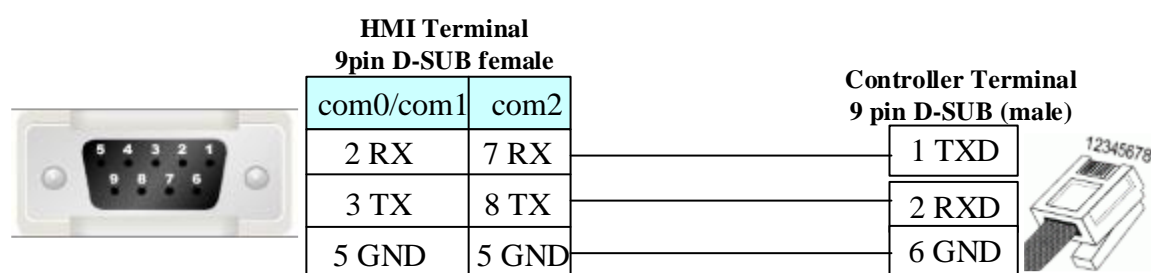 HMI Terminal
9pin D-SUB female
Controller Terminal
9 pin D-SUB (male)
com0/com1 com2
5 4 3 2 1
9 8 7 6
2 RX 7 RX 1 TXD
12345678
3 TX 8 TX 2 RXD
5 GND 5 GND 6 GND